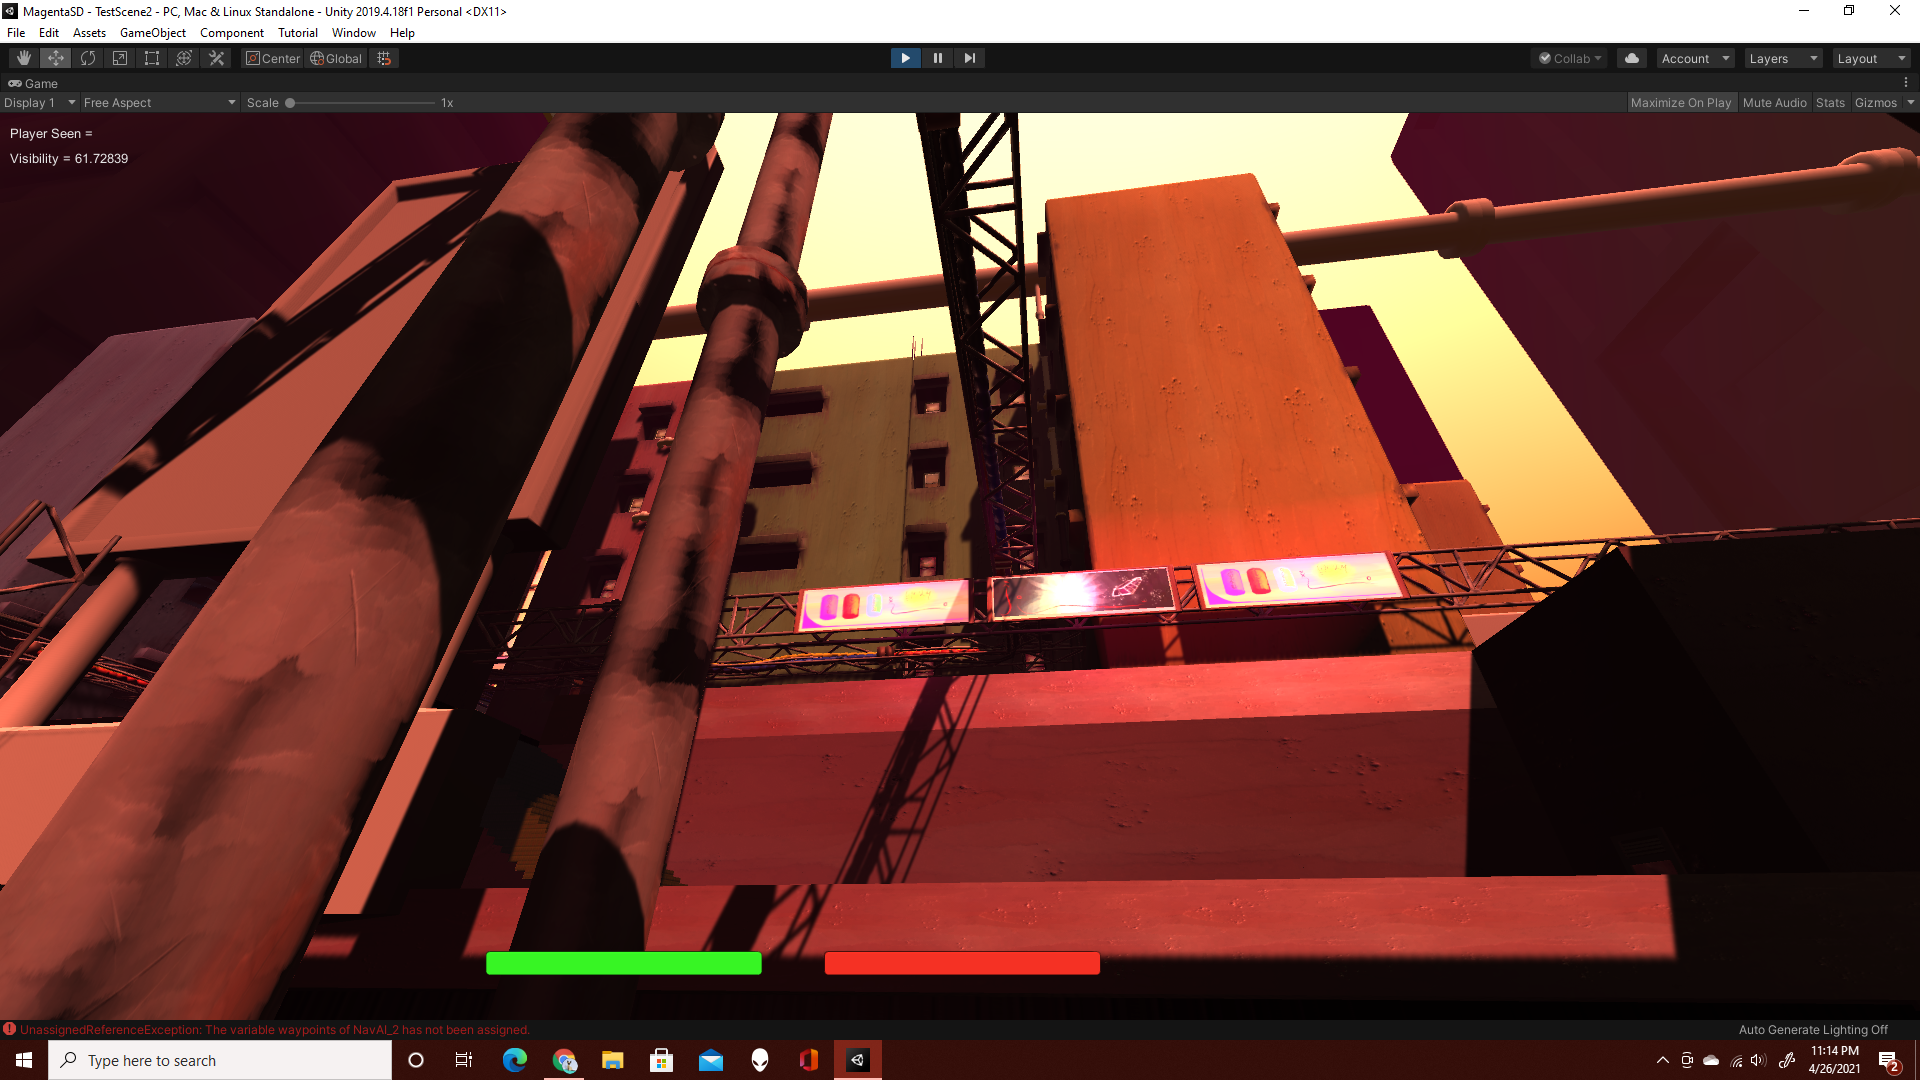 MagentaSD - TestScene2 - PC, Mac & Linux Standalone - Unity 2019.4.18f1 Personal <DX11>
File Edit Assets GameObject Component Tutorial Window Help
Center Global Collab Account Layers Layout
Game
Display 1 Free Aspect Scale 1x Maximize On Play Mute Audio Stats Gizmos
Player Seen =
Visibility = 61.72839
UnassignedReferenceException: The variable waypoints of NavAI_2 has not been assigned.
Auto Generate Lighting Off
Type here to search
11:14 PM
4/26/2021
2